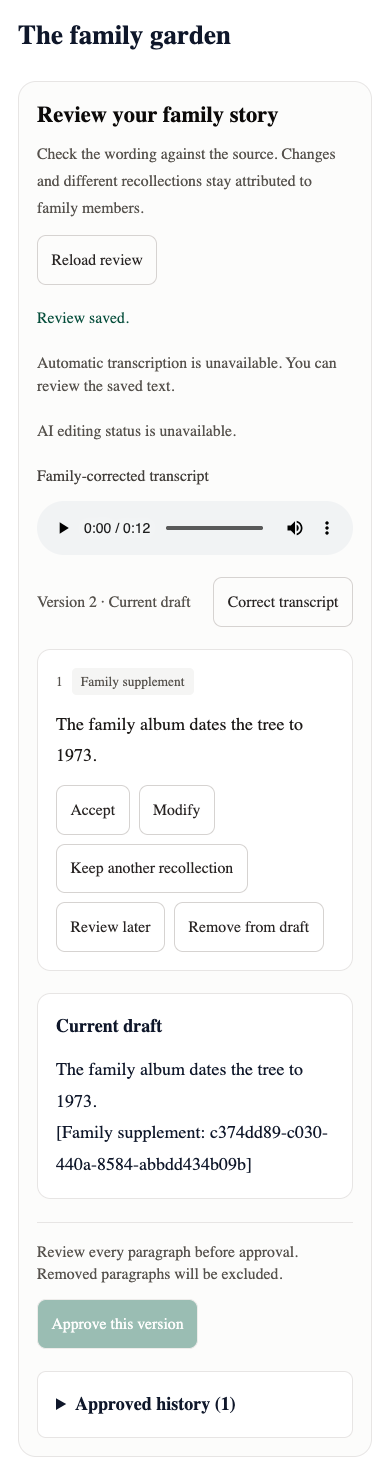 The family garden
Review your family story
Check the wording against the source. Changes
and different recollections stay attributed to
family members.
Reload review
Review saved.
Automatic transcription is unavailable. You can
review the saved text.
AI editing status is unavailable.
Family-corrected transcript
0:00 / 0:12
Version 2 · Current draft
Correct transcript
1
Family supplement
The family album dates the tree to
1973.
Accept
Modify
Keep another recollection
Review later
Remove from draft
Current draft
The family album dates the tree to
1973.
[Family supplement: c374dd89-c030-
440a-8584-abbdd434b09b]
Review every paragraph before approval.
Removed paragraphs will be excluded.
Approve this version
Approved history (1)